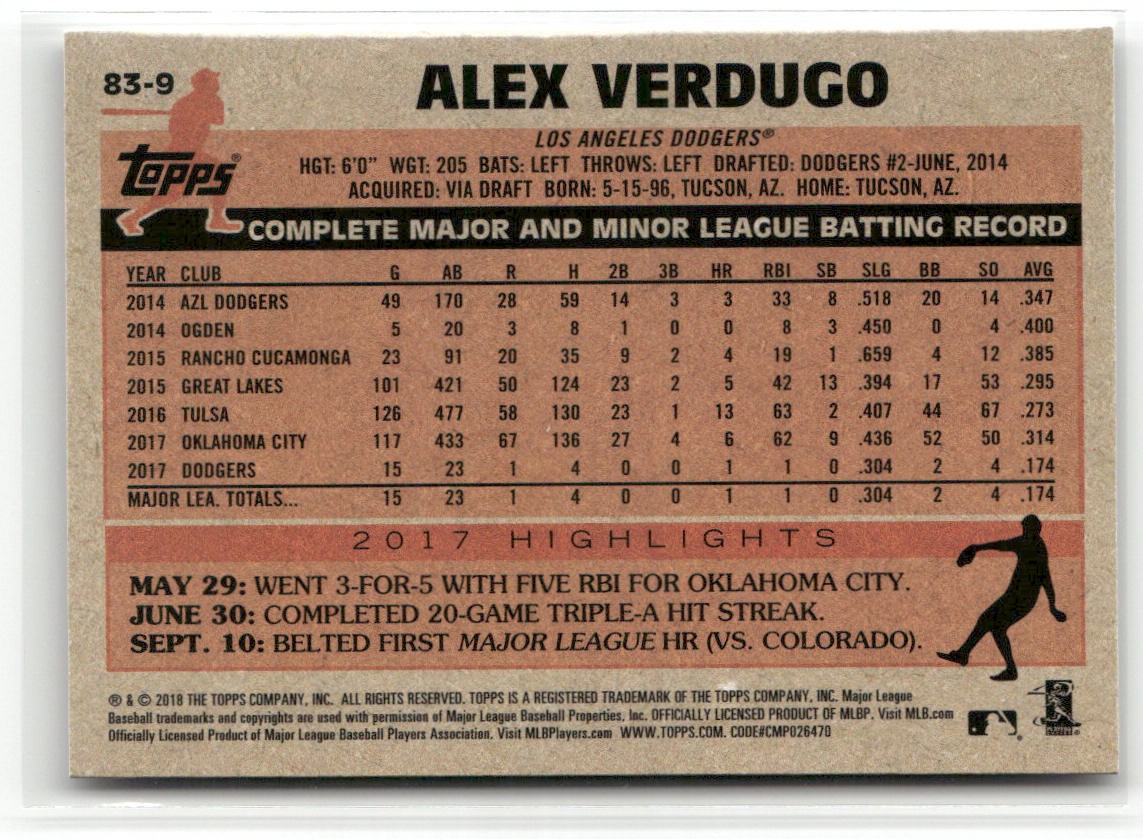 83-9
ALEX VERDUGO
LOS ANGELES DODGERS®
TOPPS®
HGT: 6'0" WGT: 205 BATS: LEFT THROWS: LEFT DRAFTED: DODGERS #2-JUNE, 2014
ACQUIRED: VIA DRAFT BORN: 5-15-96, TUCSON, AZ. HOME: TUCSON, AZ.
COMPLETE MAJOR AND MINOR LEAGUE BATTING RECORD
YEAR CLUB G AB R H 2B 3B HR RBI SB SLG BB SO AVG
2014 AZL DODGERS 49 170 28 59 14 3 3 33 8 .518 20 14 .347
2014 OGDEN 5 20 3 8 1 0 0 8 3 .450 0 4 .400
2015 RANCHO CUCAMONGA 23 91 20 35 9 2 4 19 1 .659 4 12 .385
2015 GREAT LAKES 101 421 50 124 23 2 5 42 13 .394 17 53 .295
2016 TULSA 126 477 58 130 23 1 13 63 2 .407 44 67 .273
2017 OKLAHOMA CITY 117 433 67 136 27 4 6 62 9 .436 52 50 .314
2017 DODGERS 15 23 1 4 0 0 1 1 0 .304 2 4 .174
MAJOR LEA. TOTALS... 15 23 1 4 0 0 1 1 0 .304 2 4 .174
2017 HIGHLIGHTS
MAY 29: WENT 3-FOR-5 WITH FIVE RBI FOR OKLAHOMA CITY.
JUNE 30: COMPLETED 20-GAME TRIPLE-A HIT STREAK.
SEPT. 10: BELTED FIRST MAJOR LEAGUE HR (VS. COLORADO).
® & © 2018 THE TOPPS COMPANY, INC. ALL RIGHTS RESERVED. TOPPS IS A REGISTERED TRADEMARK OF THE TOPPS COMPANY, INC. Major League
Baseball trademarks and copyrights are used with permission of Major League Baseball Properties, Inc. OFFICIALLY LICENSED PRODUCT OF MLBP. Visit MLB.com
Officially Licensed Product of Major League Baseball Players Association. Visit MLBPlayers.com WWW.TOPPS.COM. CODE#CMP026470